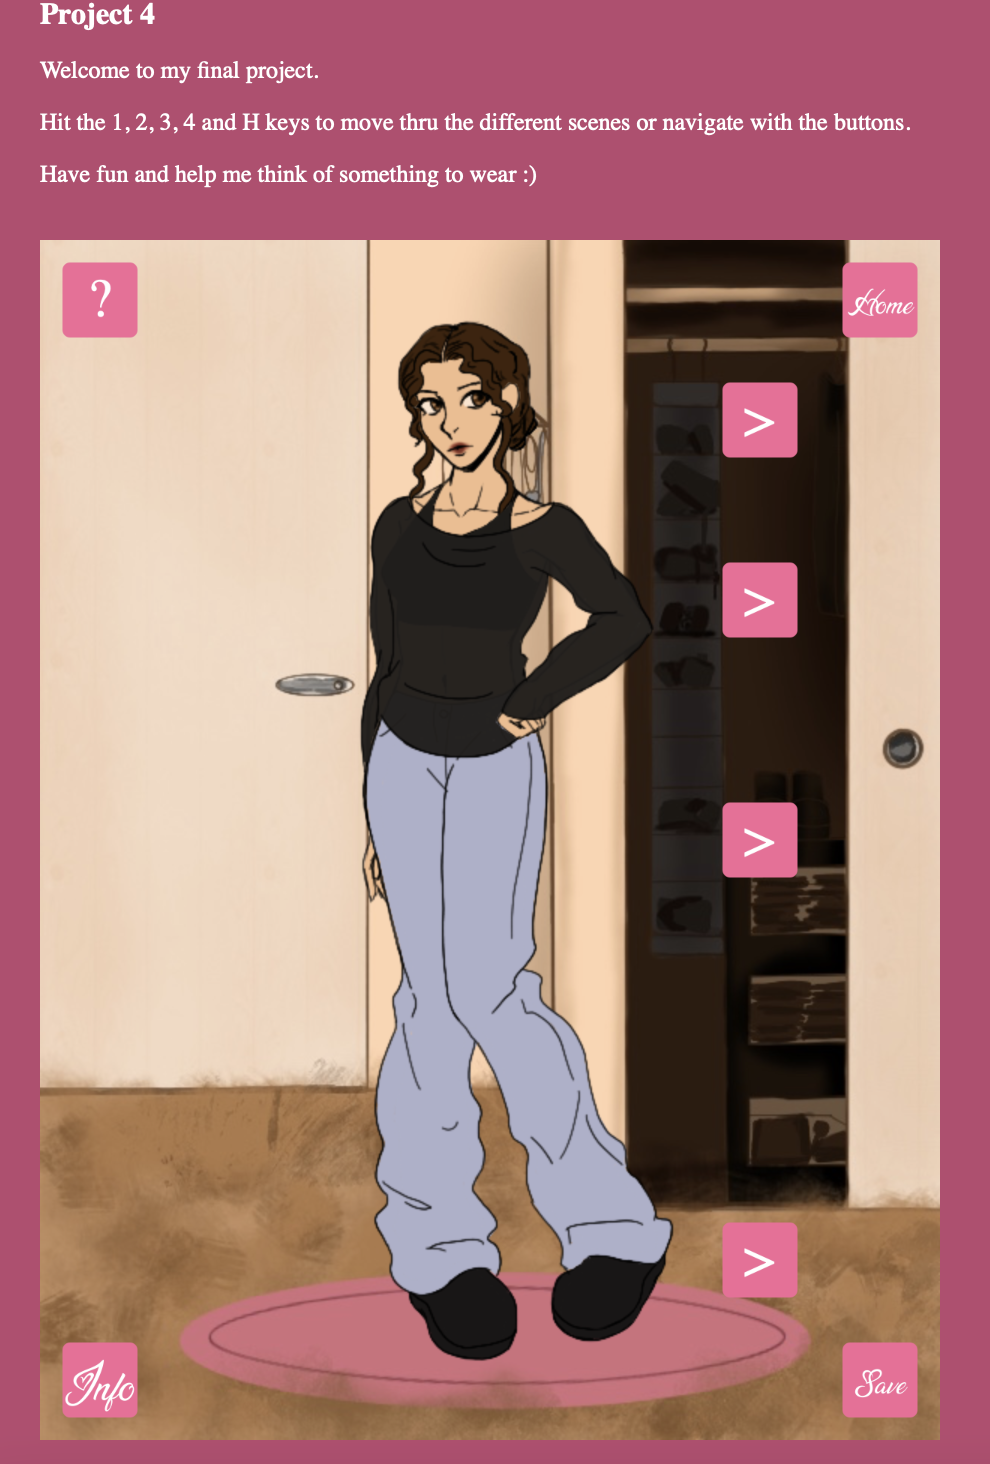 Project 4
Welcome to my final project.
Hit the 1, 2, 3, 4 and H keys to move thru the different scenes or navigate with the buttons.
Have fun and help me think of something to wear :)
?
Home
>
>
>
>
Info
Save